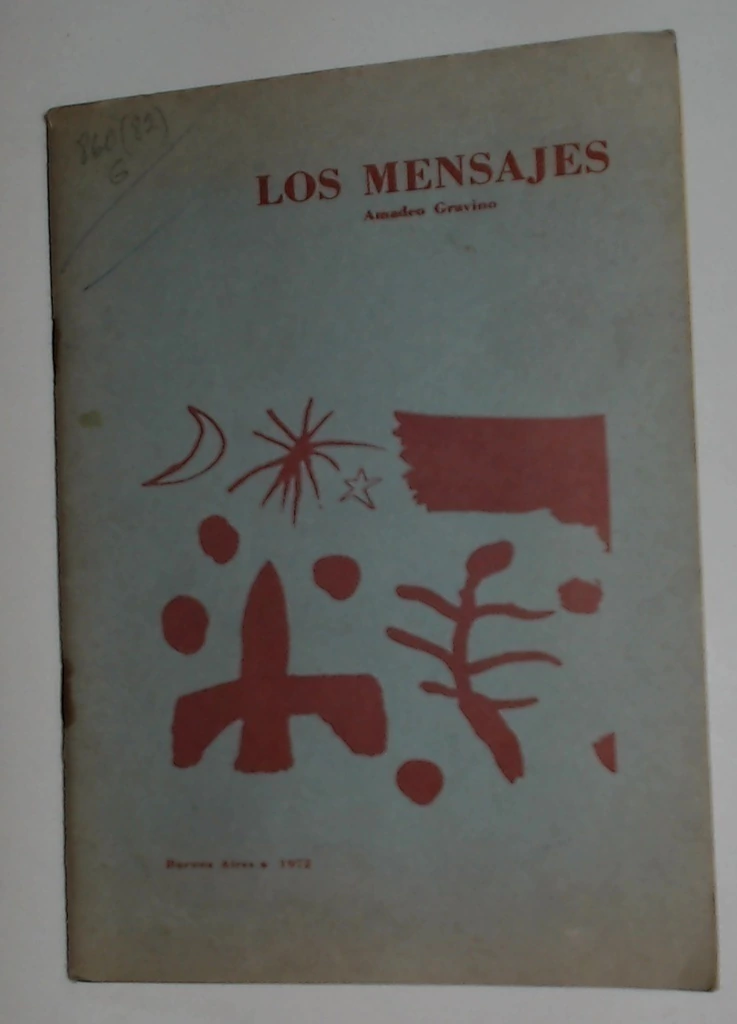 860(82)
G
LOS MENSAJES
Amadeo Gravino
Buenos Aires • 1972